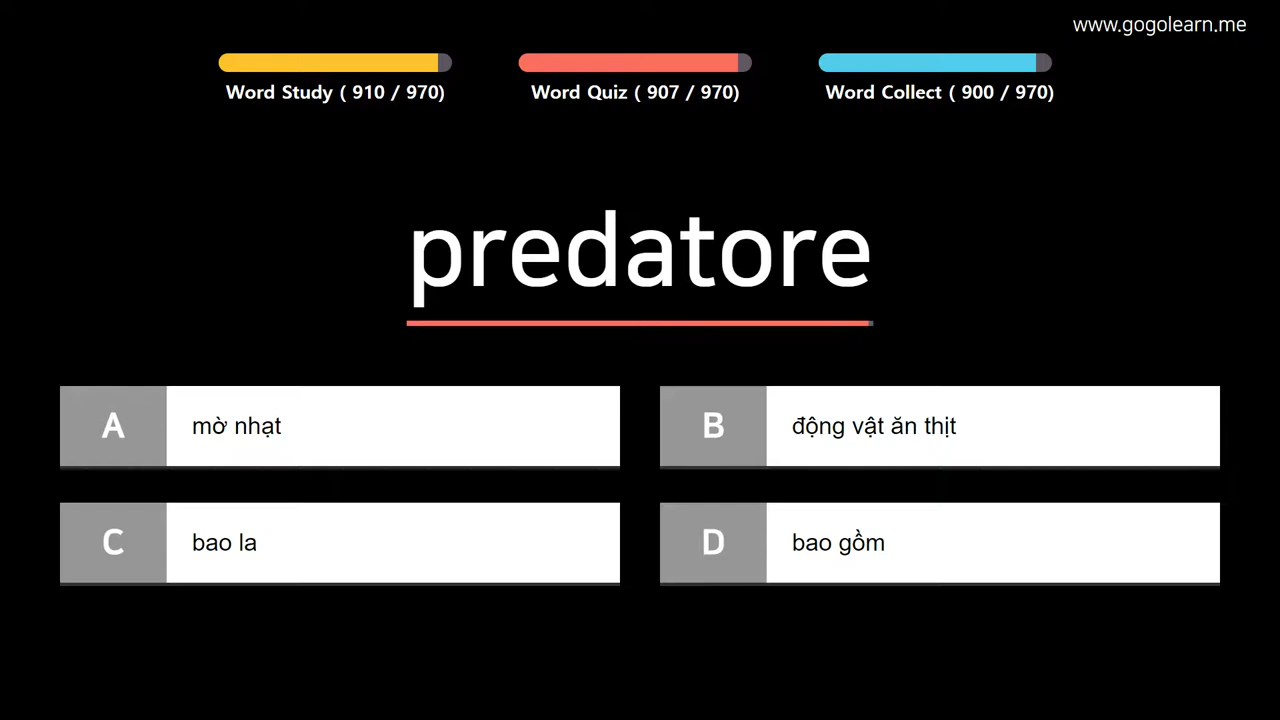 www.gogolearn.me
Word Study ( 910 / 970)
Word Quiz ( 907 / 970)
Word Collect ( 900 / 970)
predatore
A
mờ nhạt
B
động vật ăn thịt
C
bao la
D
bao gồm